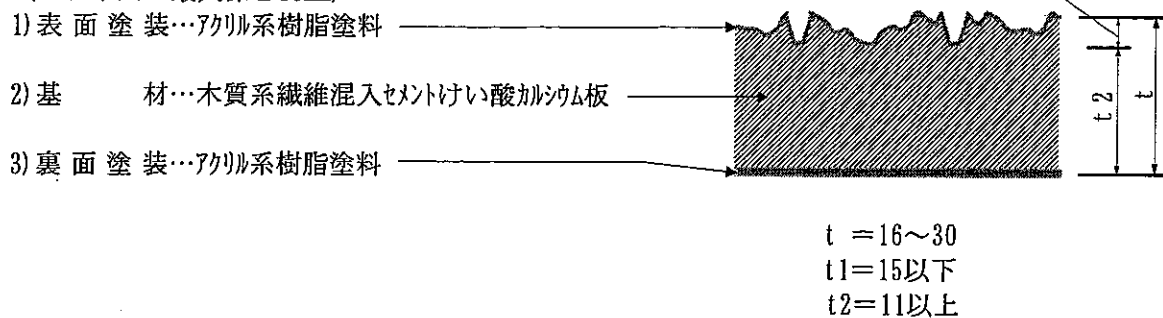 1)表面塗装…アクリル系樹脂塗料
2)基　　材…木質系繊維混入セメントけい酸カルシウム板
3)裏面塗装…アクリル系樹脂塗料
t2
t
t =16～30
t1=15以下
t2=11以上